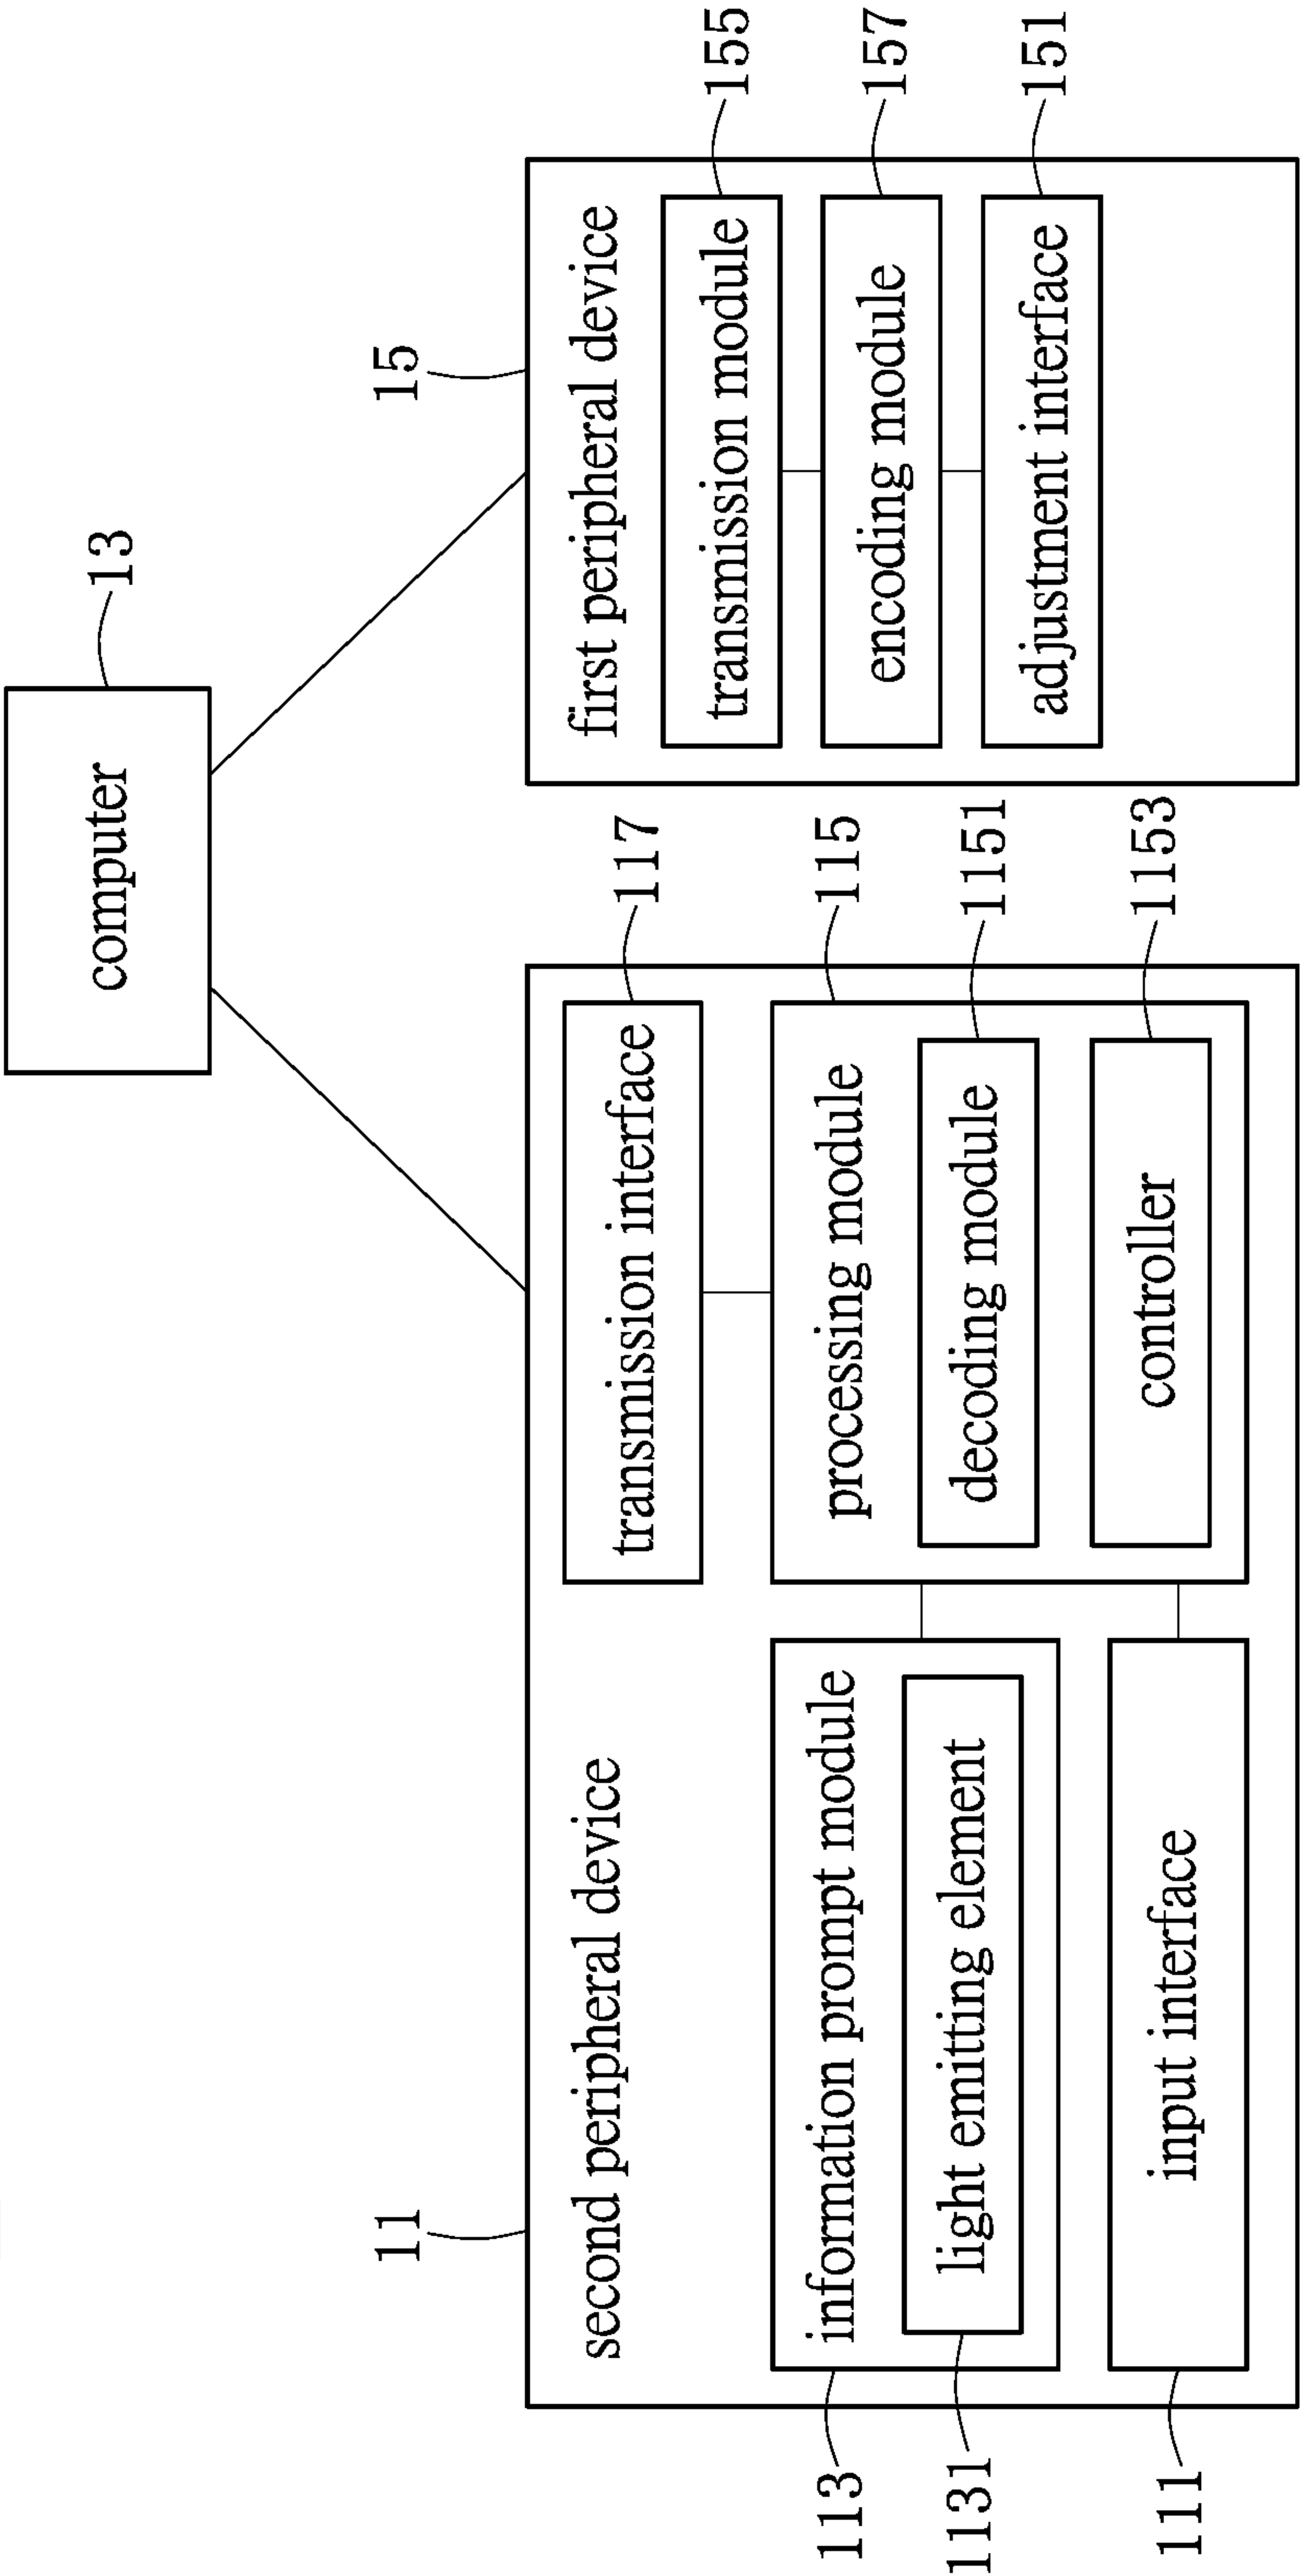 computer
13
11
second peripheral device
transmission interface
117
information prompt module
113
light emitting element
1131
input interface
111
processing module
115
decoding module
1151
controller
1153
15
first peripheral device
transmission module
155
encoding module
157
adjustment interface
151